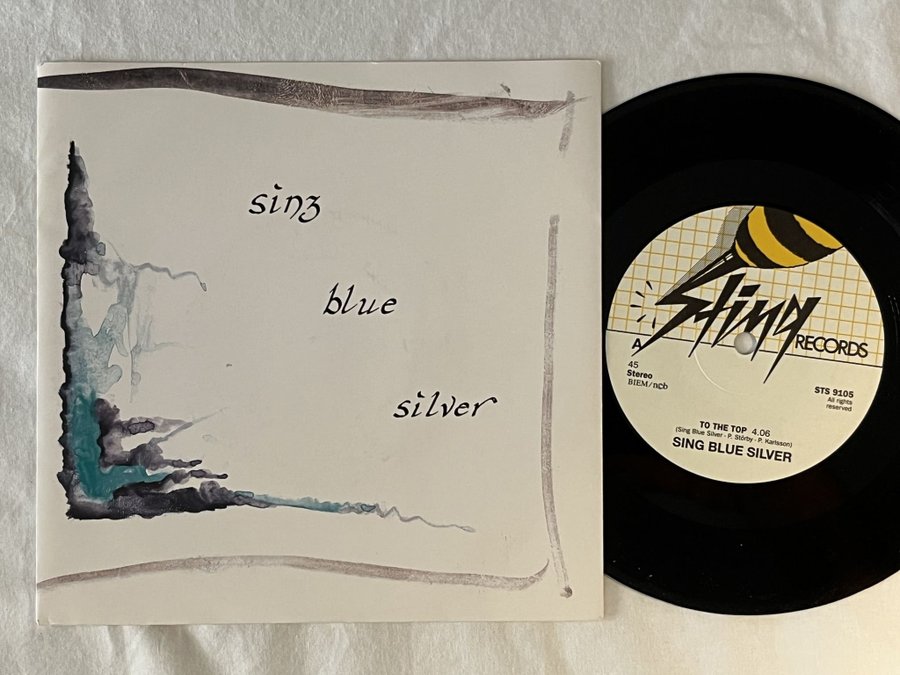 sing
blue
silver
Sting
RECORDS
A
45
Stereo
BIEM/ncb
STS 9105
All rights
reserved
TO THE TOP 4.06
(Sing Blue Silver - P. Störby - P. Karlsson)
SING BLUE SILVER